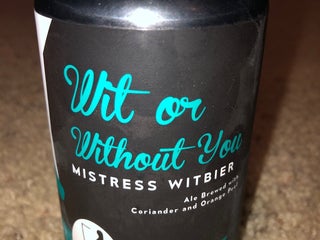 Wit or
Without You
MISTRESS WITBIER
Ale Brewed with
Coriander and Orange Peel